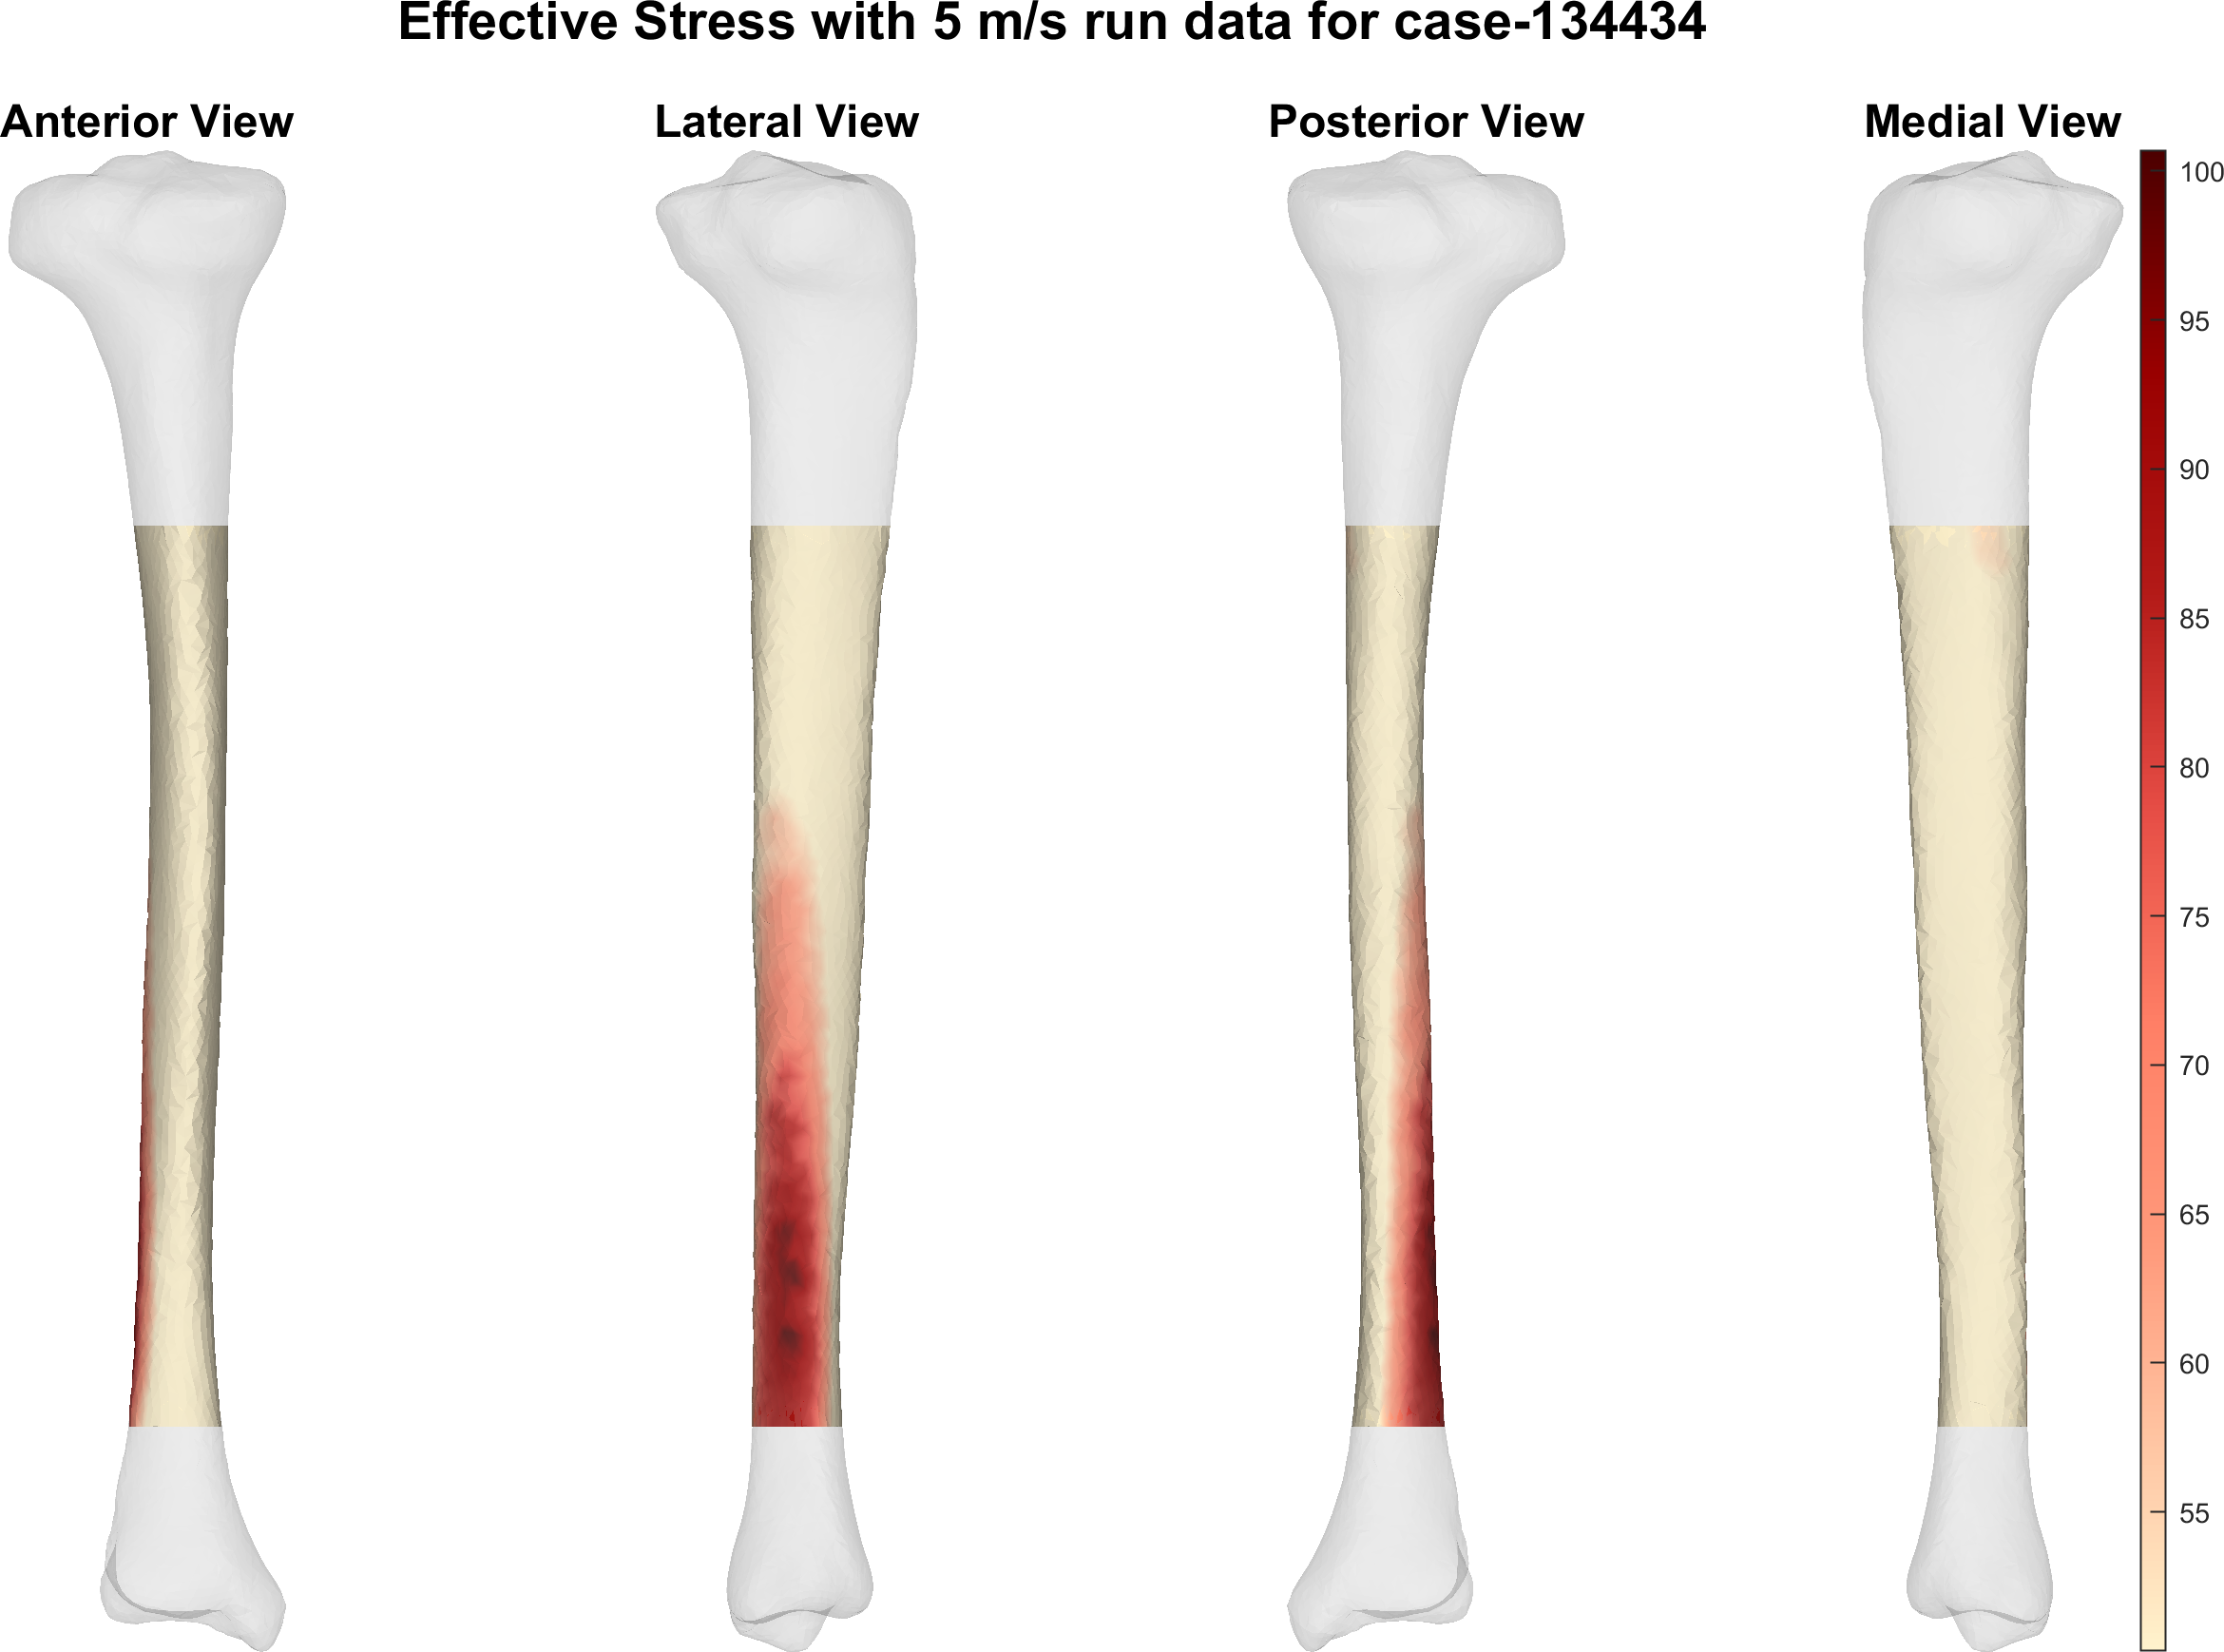 Effective Stress with 5 m/s run data for case-134434
Anterior View
Lateral View
Posterior View
Medial View
100
95
90
85
80
75
70
65
60
55